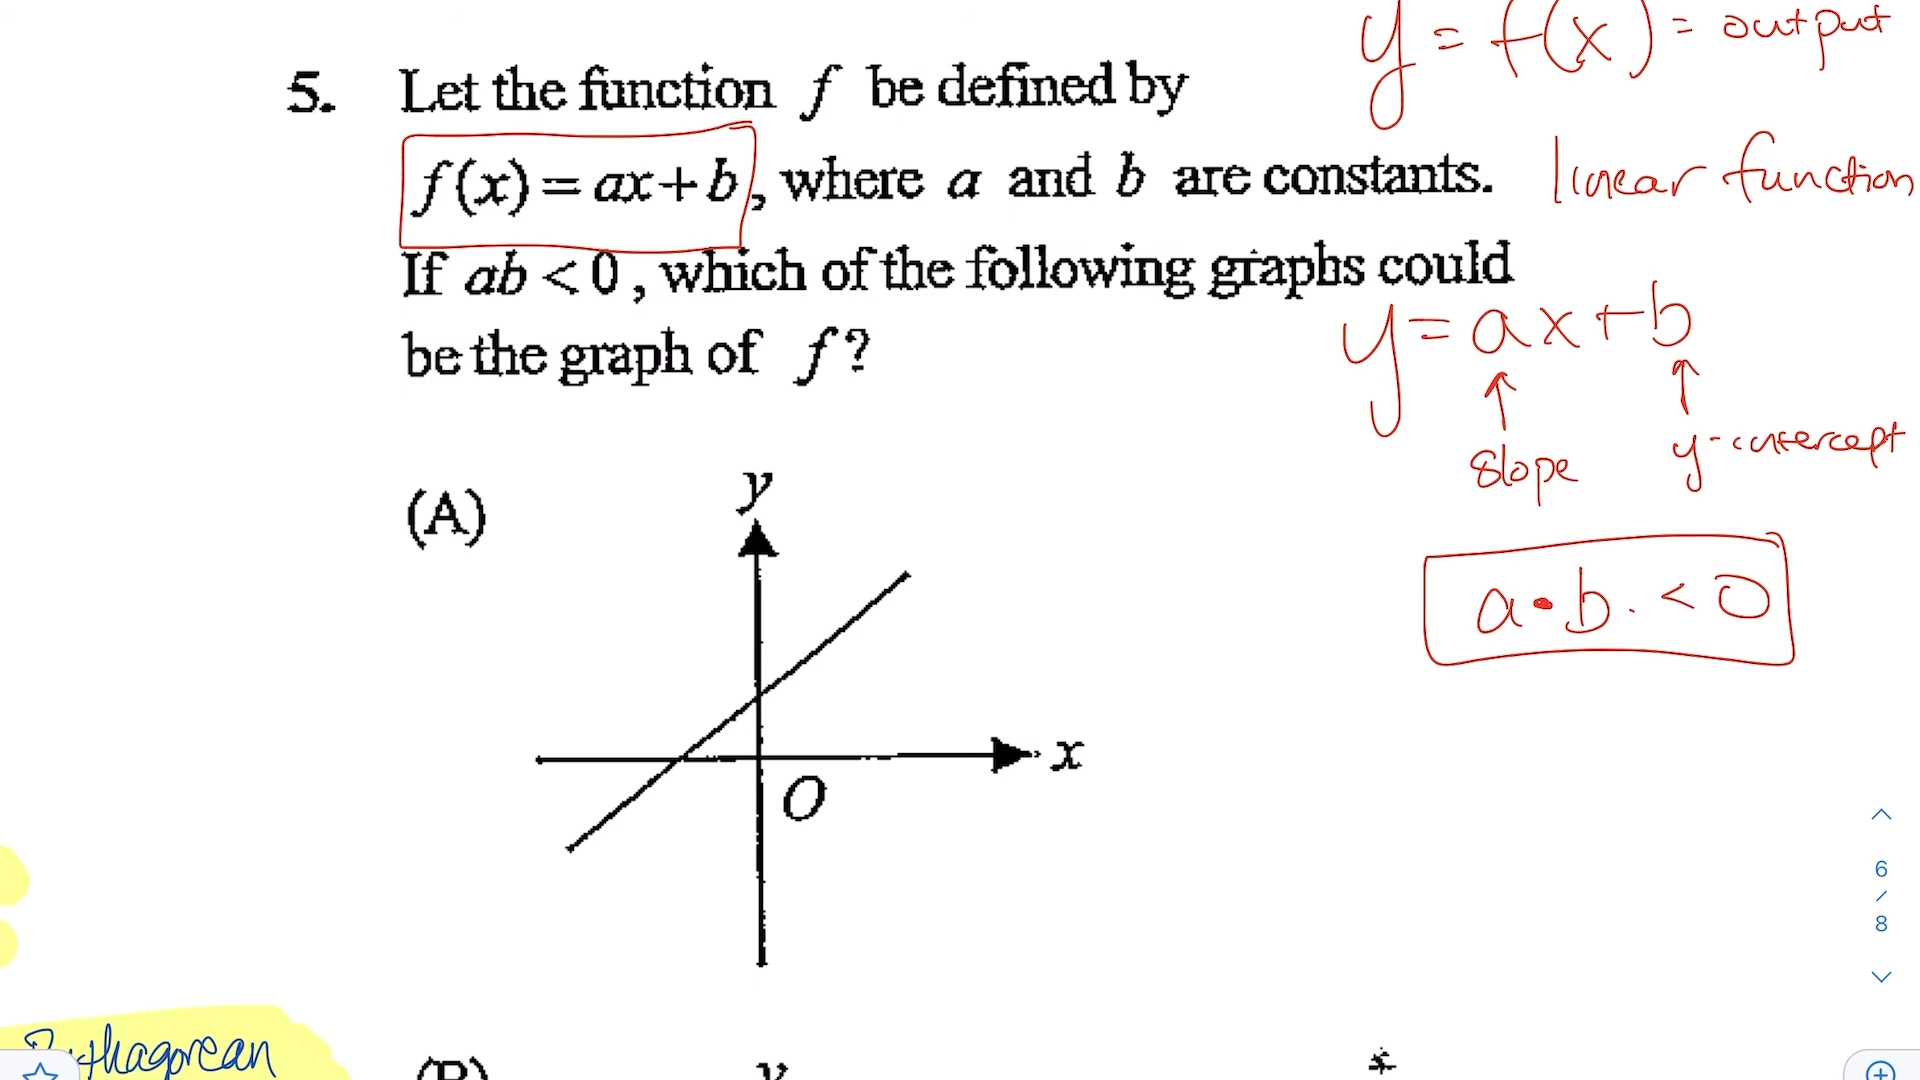 y = f(x) = output
5. Let the function f be defined by
f(x) = ax+b, where a and b are constants.
linear function
If ab < 0, which of the following graphs could
be the graph of f?
y = ax+b
slope
y-intercept
a • b < 0
(A)
y
x
O
6
/
8
Pythagorean
(B)
y